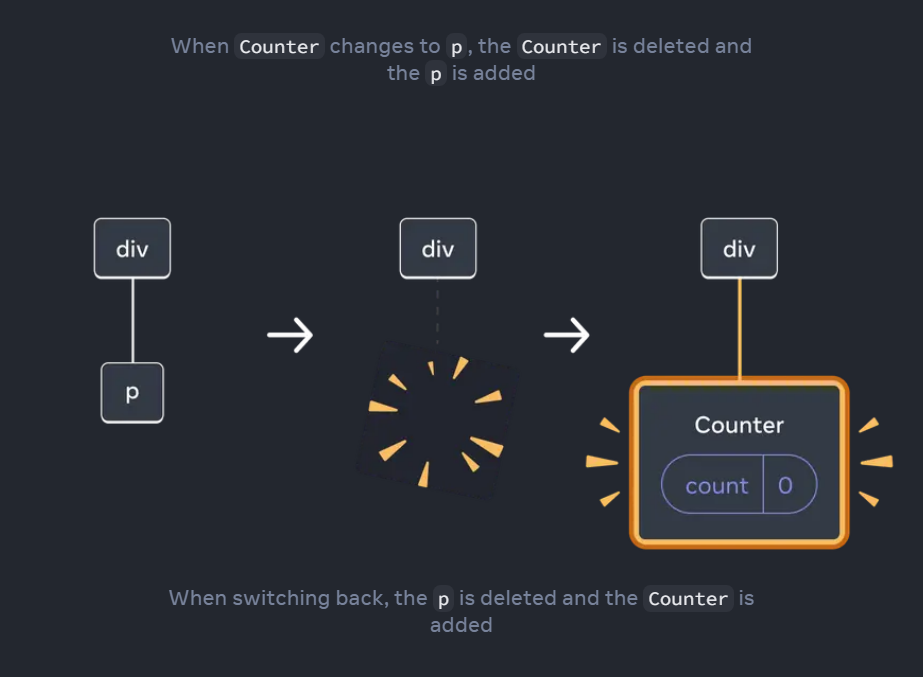 When Counter changes to p, the Counter is deleted and
the p is added
div
div
div
p
Counter
count 0
When switching back, the p is deleted and the Counter is
added